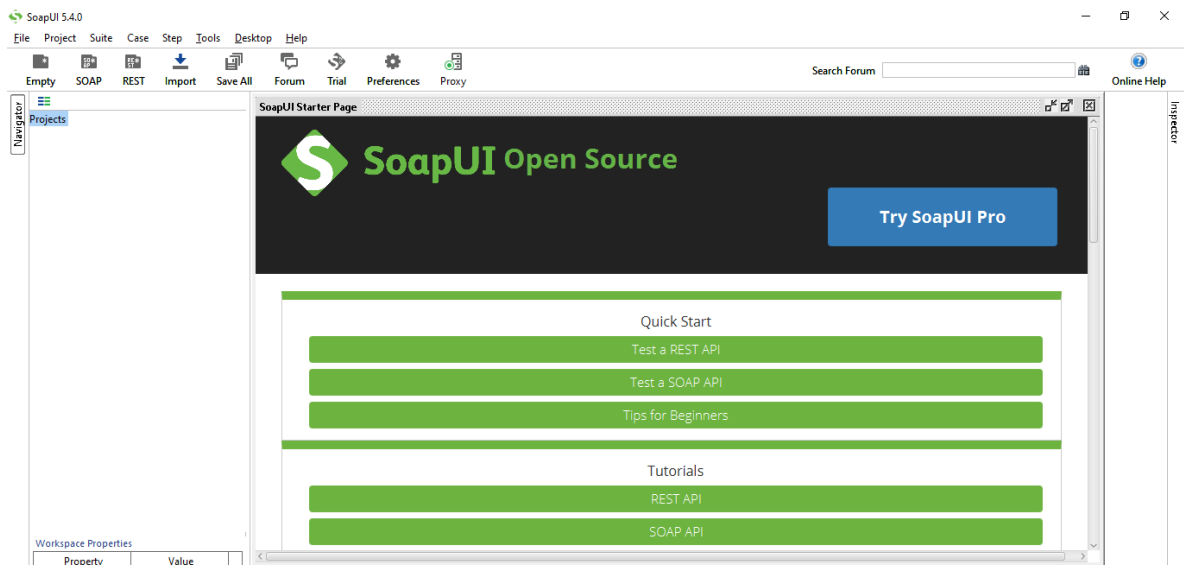 SoapUI 5.4.0
File Project Suite Case Step Tools Desktop Help
Empty SOAP REST Import Save All Forum Trial Preferences Proxy Search Forum Online Help
Navigator
Projects
SoapUI Starter Page
Inspector
SoapUI Open Source
Try SoapUI Pro
Quick Start
Test a REST API
Test a SOAP API
Tips for Beginners
Tutorials
REST API
SOAP API
Workspace Properties
Property Value